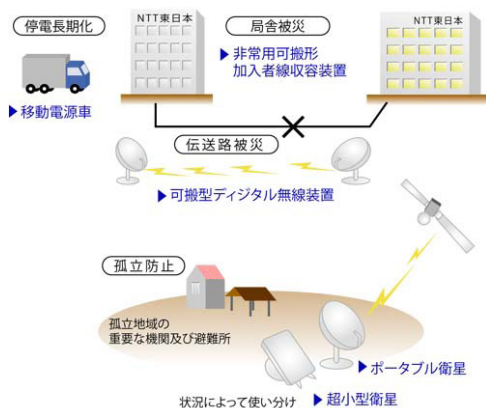 停電長期化
NTT東日本
局舎被災
NTT東日本
▶非常用可搬形
加入者線収容装置
▶移動電源車
伝送路被災
▶可搬型ディジタル無線装置
孤立防止
孤立地域の
重要な機関及び避難所
▶ポータブル衛星
状況によって使い分け
▶超小型衛星